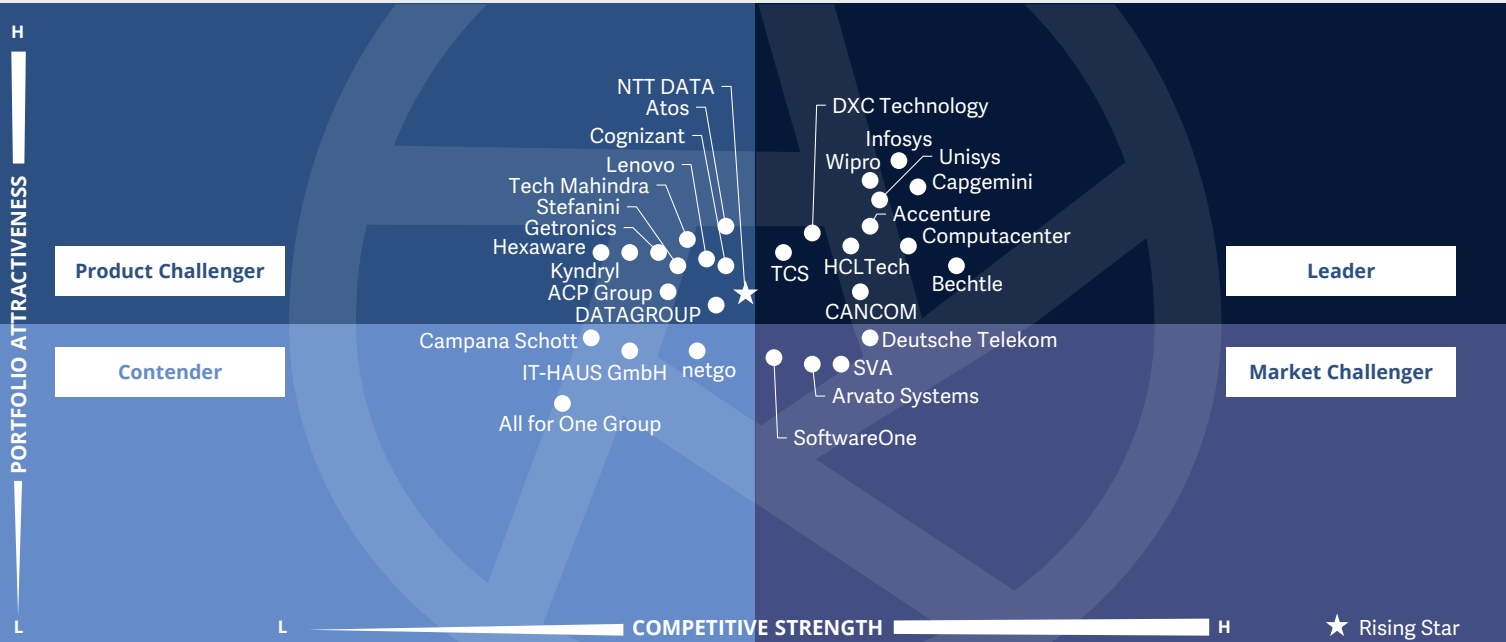 H
PORTFOLIO ATTRACTIVENESS
L
NTT DATA
Atos
Cognizant
Lenovo
Tech Mahindra
Stefanini
Getronics
Hexaware
Kyndryl
ACP Group
DATAGROUP
Product Challenger
DXC Technology
Infosys
Wipro
Unisys
Capgemini
Accenture
Computacenter
TCS
HCLTech
Bechtle
CANCOM
Leader
Contender
Campana Schott
IT-HAUS GmbH
netgo
All for One Group
Deutsche Telekom
SVA
Arvato Systems
SoftwareOne
Market Challenger
L
COMPETITIVE STRENGTH
H
Rising Star